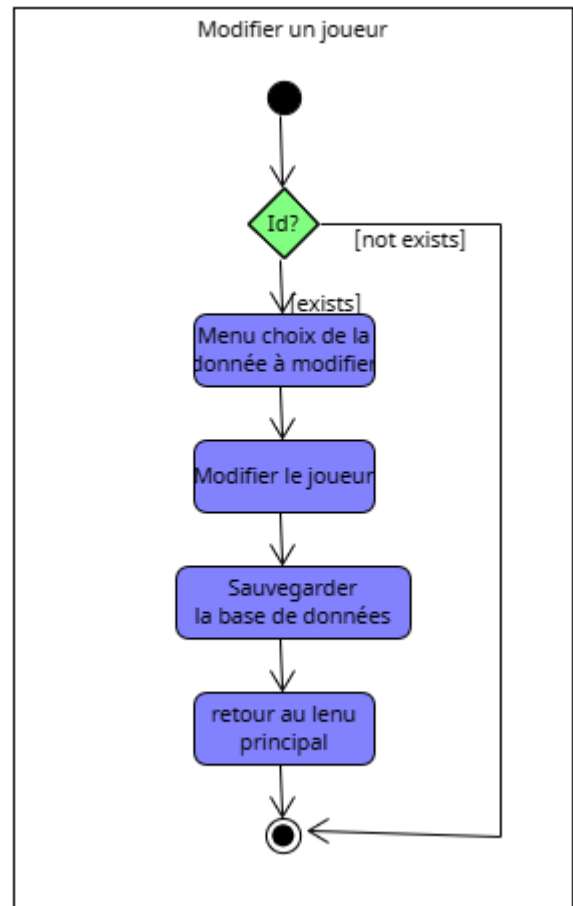 Modifier un joueur
Id?
[not exists]
[exists]
Menu choix de la
donnée à modifier
Modifier le joueur
Sauvegarder
la base de données
retour au lenu
principal